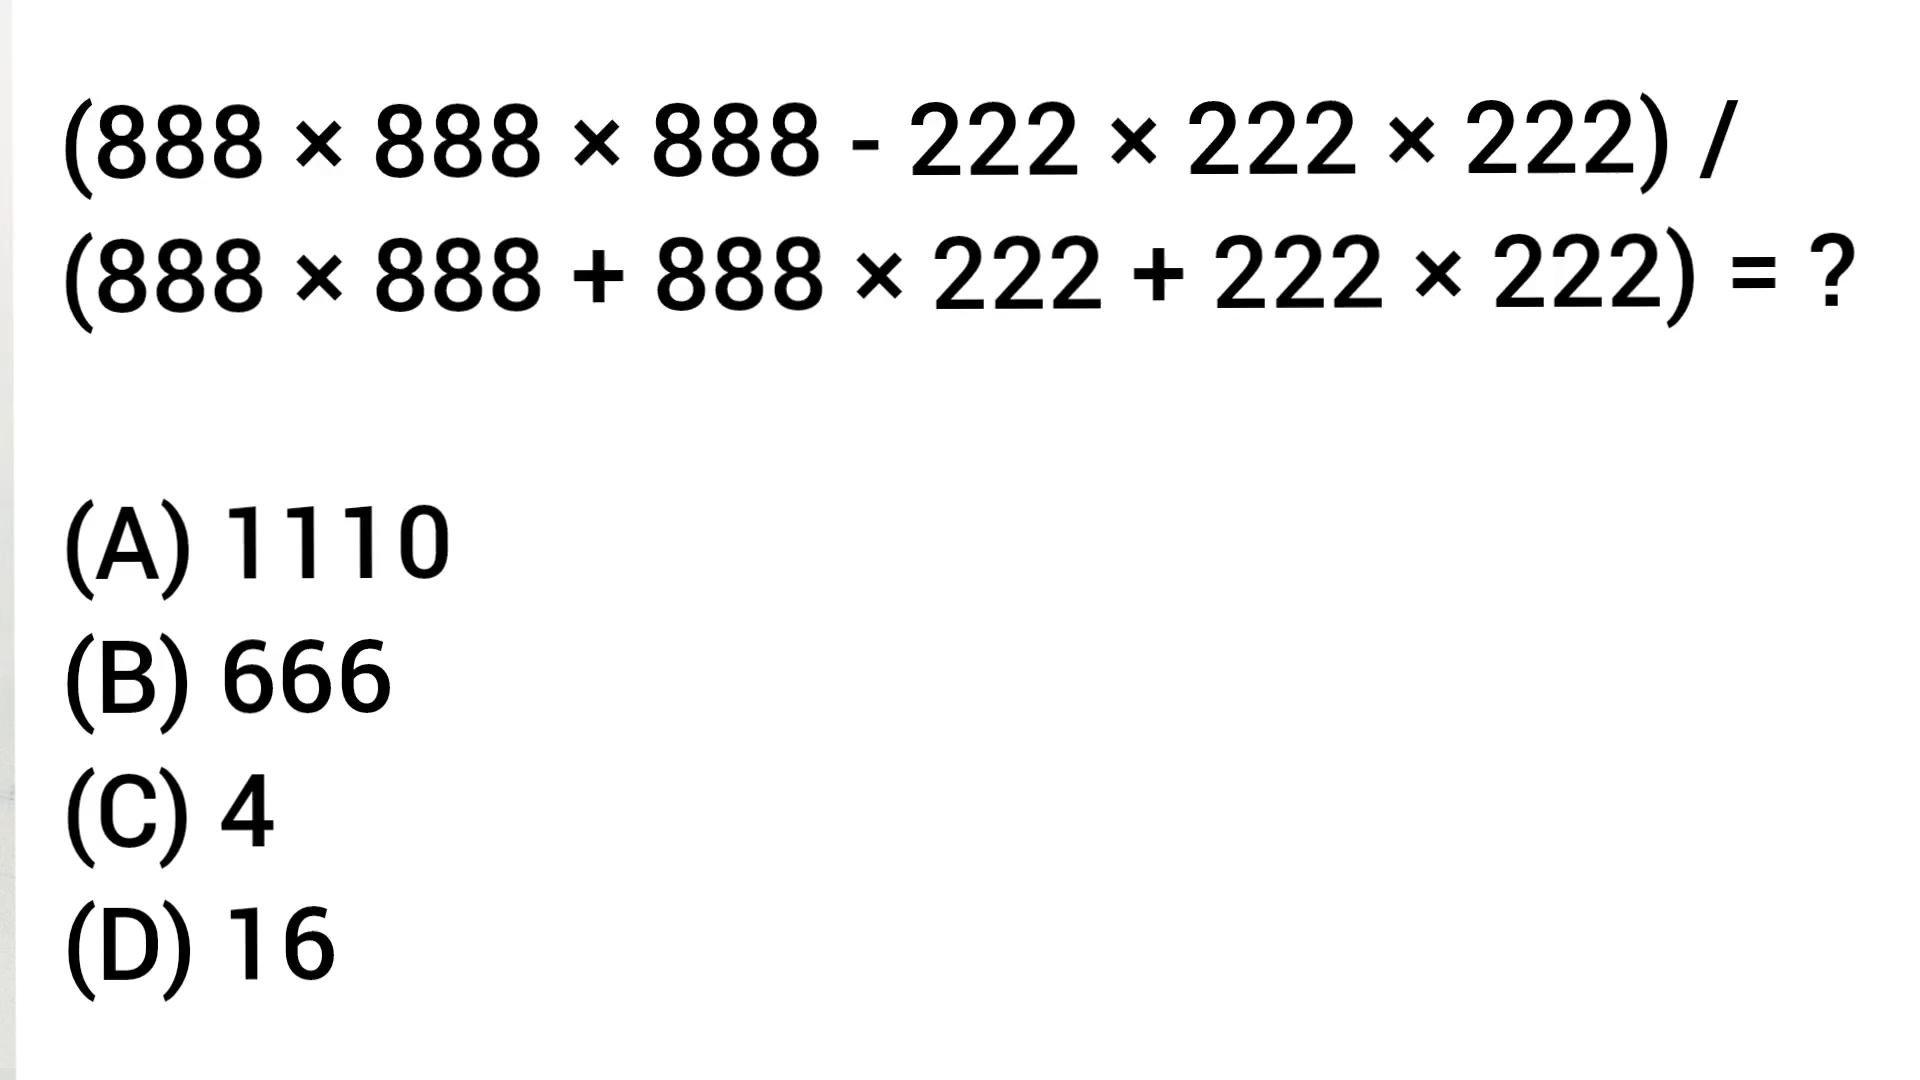 (888 × 888 × 888 - 222 × 222 × 222) /
(888 × 888 + 888 × 222 + 222 × 222) = ?
(A) 1110
(B) 666
(C) 4
(D) 16